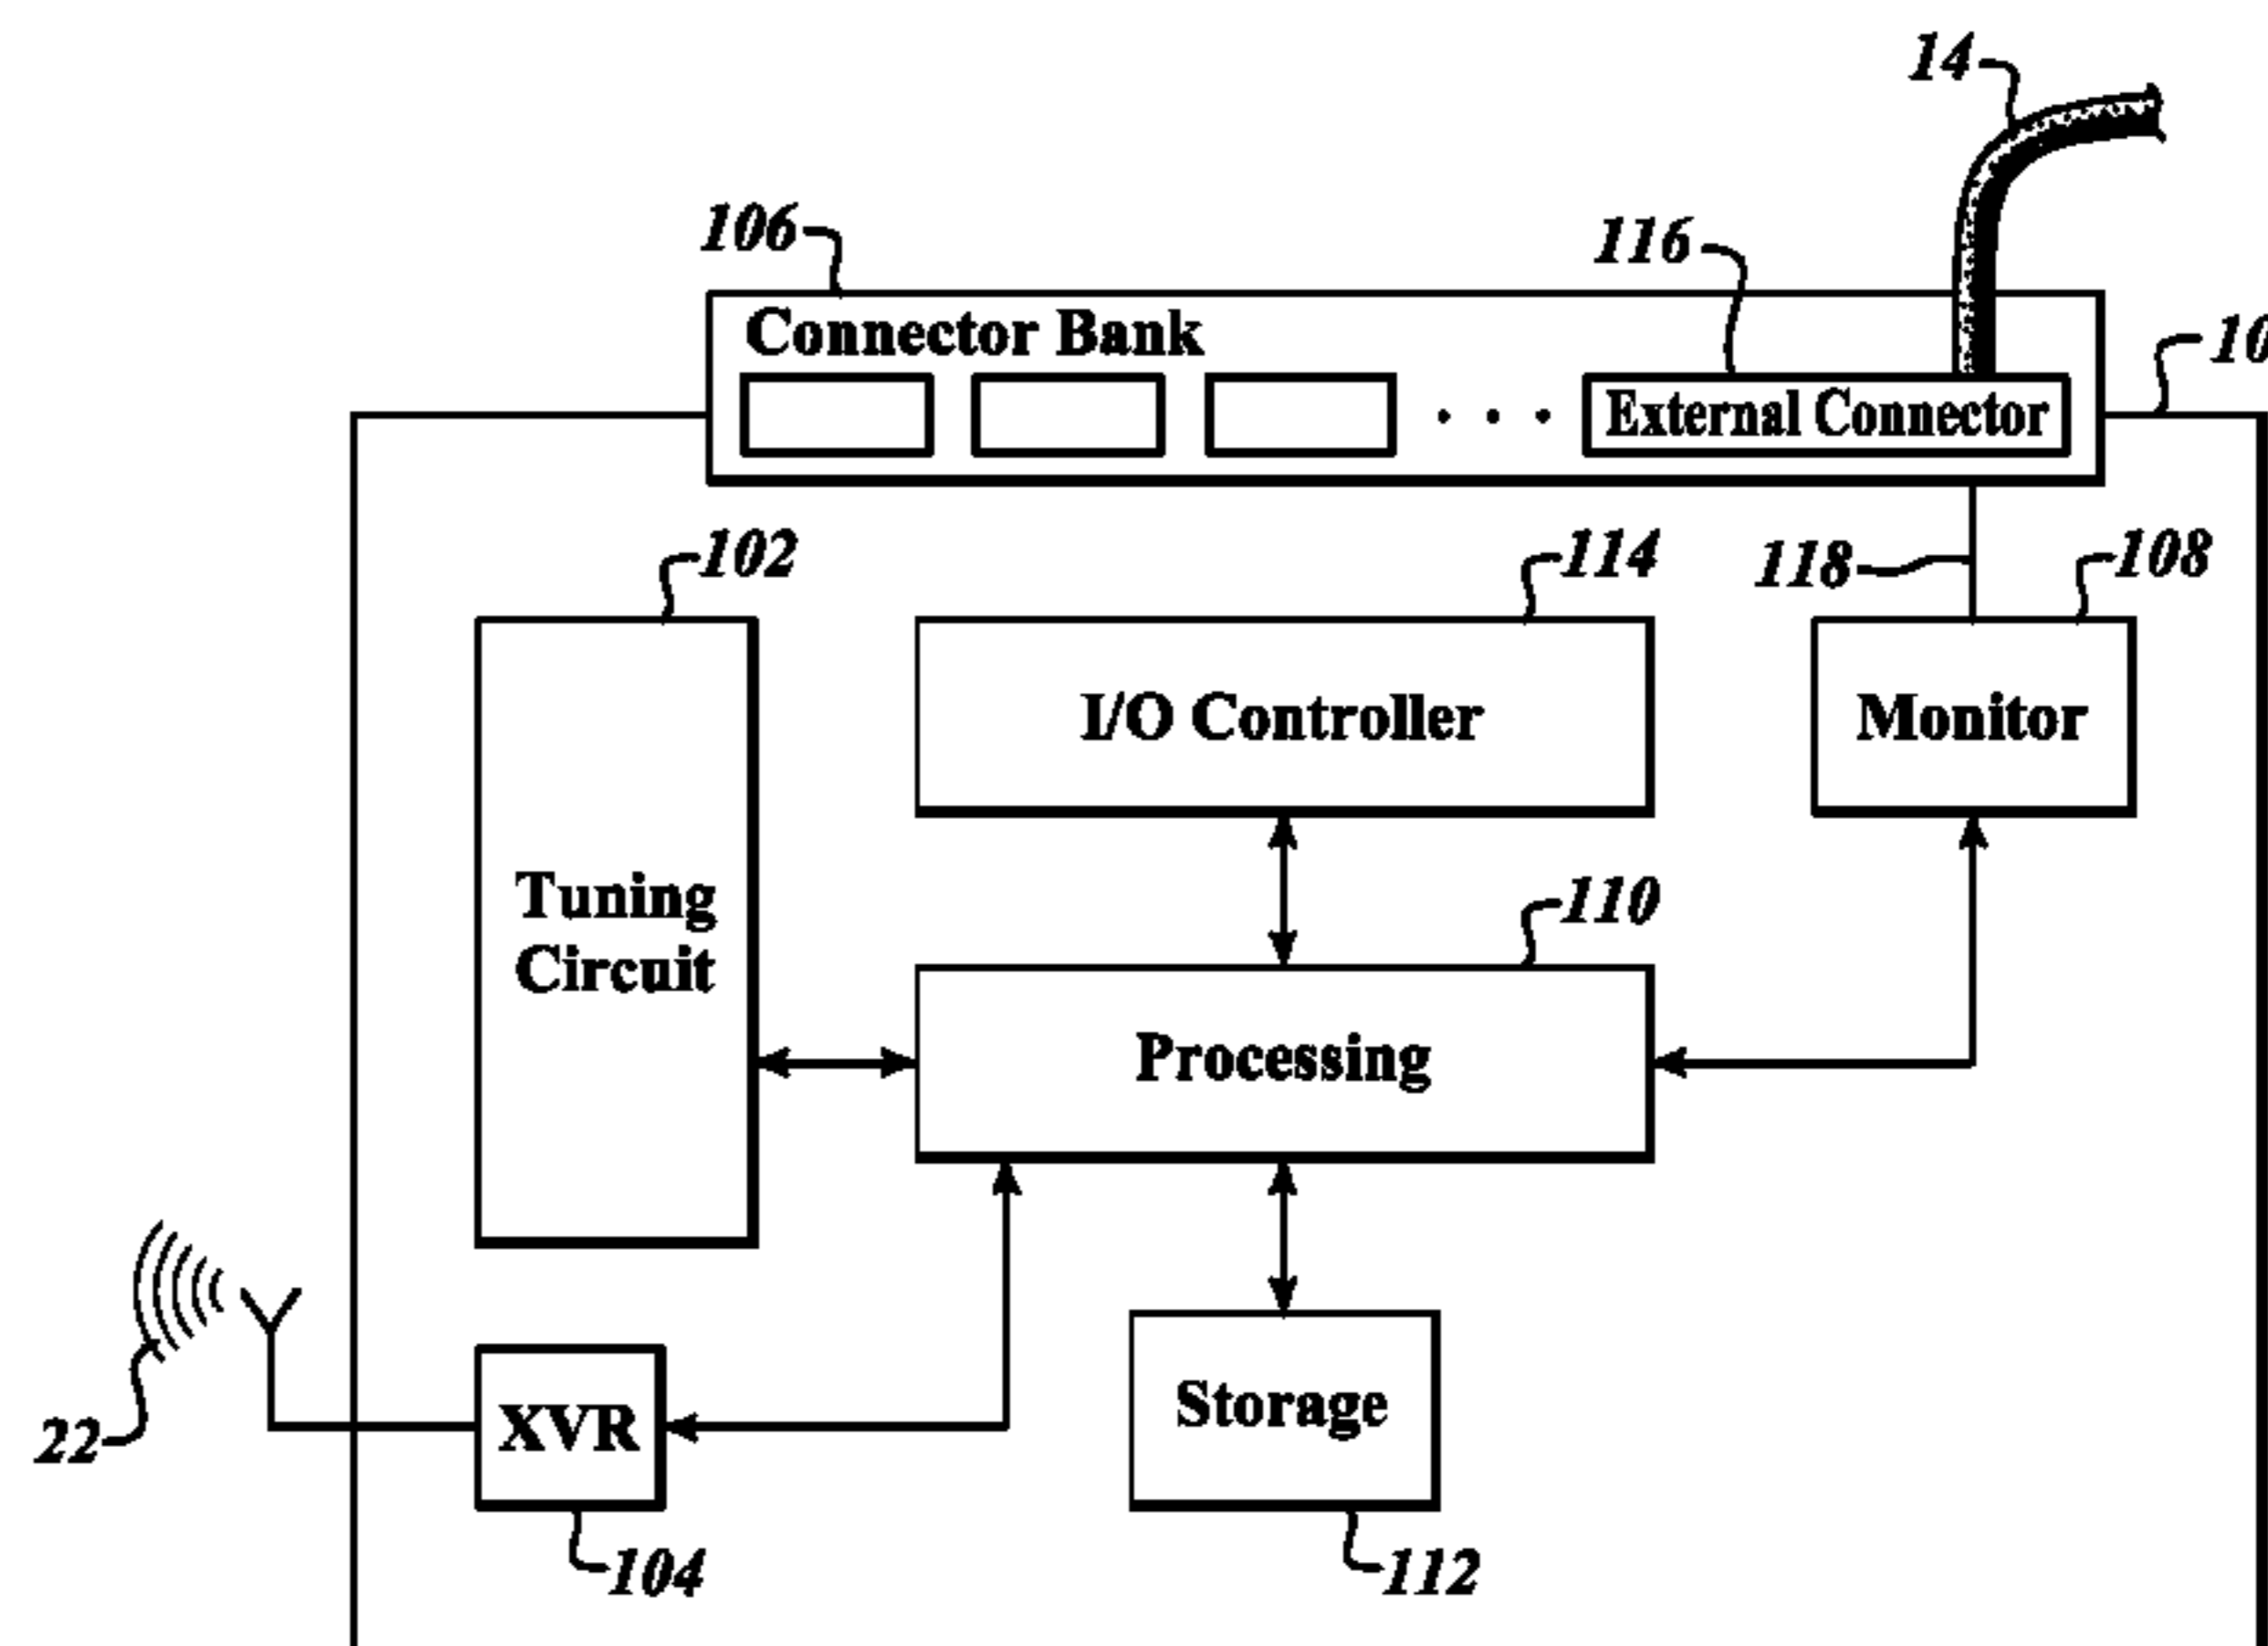 14
106
116
Connector Bank
10
External Connector
102
114
118
108
I/O Controller
Monitor
Tuning
Circuit
110
Processing
22
XVR
Storage
104
112